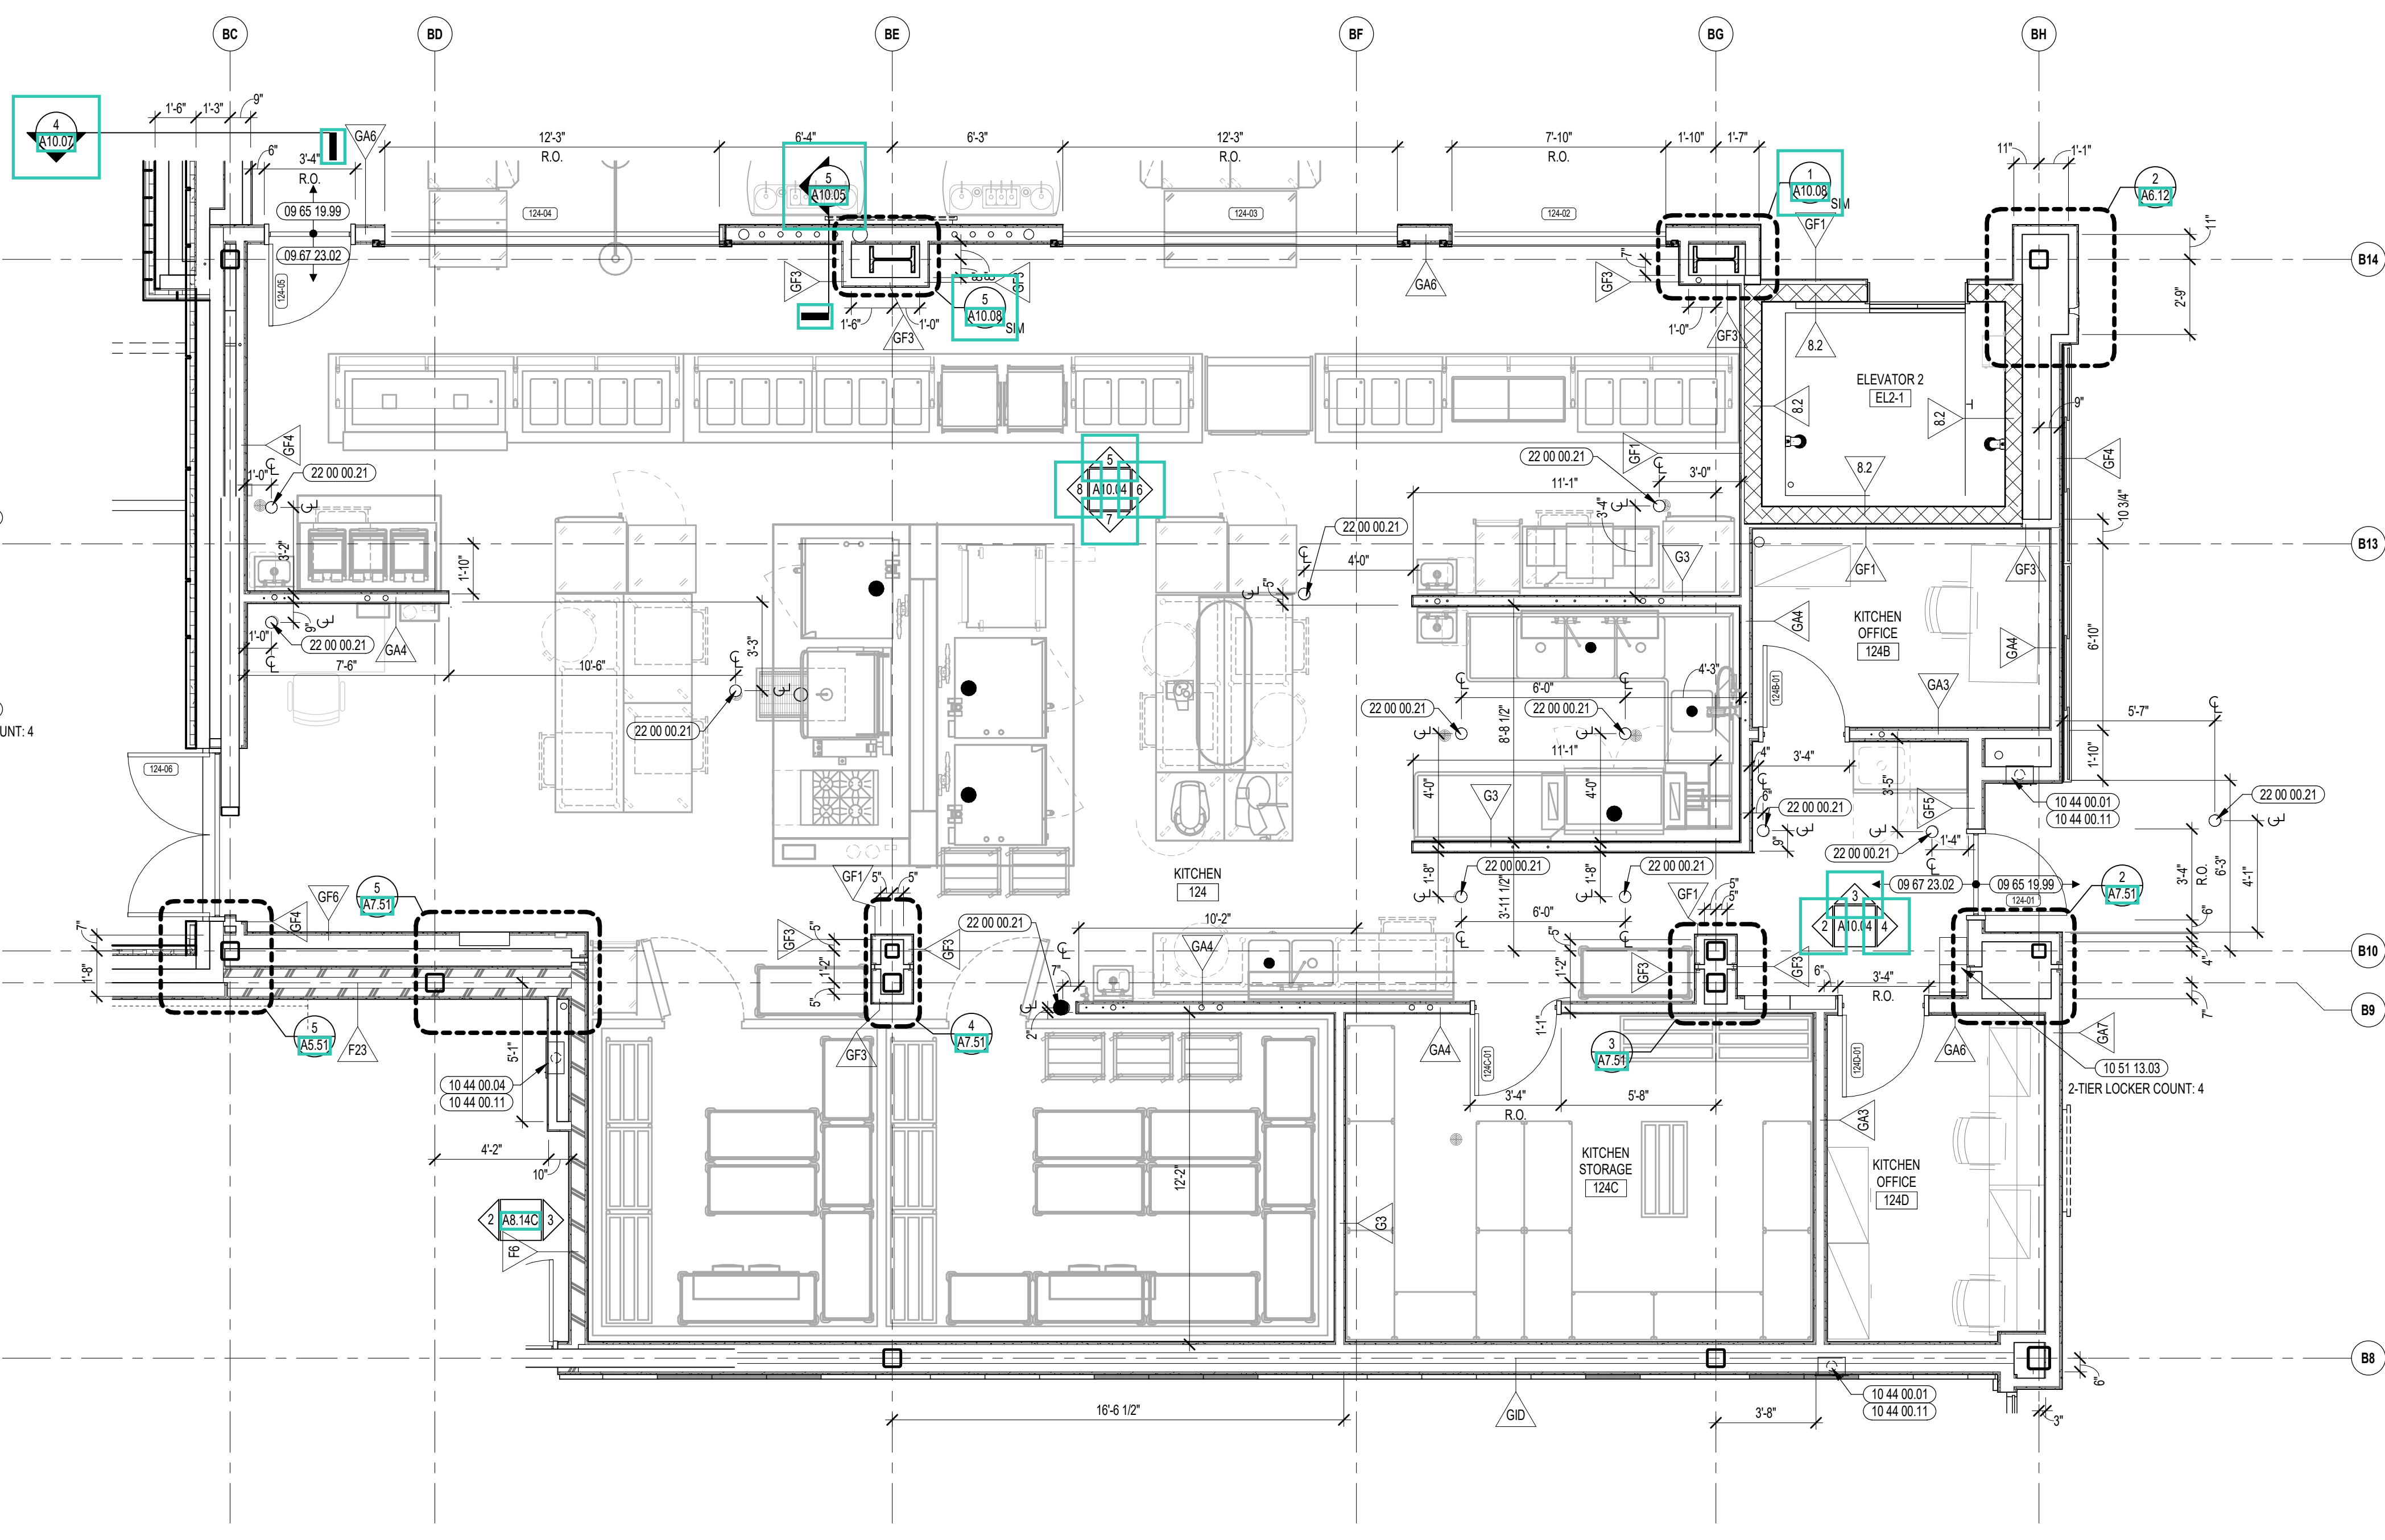 BC
BD
BE
BF
BG
BH
1'-6"
1'-3"
9"
4
A10.07
6"
3'-4"
R.O.
GA6
12'-3"
R.O.
6'-4"
6'-3"
12'-3"
R.O.
7'-10"
R.O.
1'-10"
1'-7"
11"
1'-1"
5
A10.05
1
A10.08
SIM
2
A6.12
09 65 19.99
09 67 23.02
124-04
124-03
124-02
GF1
11"
B14
124-05
GF3
GF3
GA6
GF3
7"
2'-9"
5
A10.08
SIM
1'-6"
1'-0"
GF3
1'-0"
GF3
8.2
ELEVATOR 2
EL2-1
8.2
8.2
9"
GF4
1'-0"
22 00 00.21
5
8
A10.04
6
7
22 00 00.21
GF1
3'-0"
8.2
GF4
11'-1"
3'-4"
10 3/4"
22 00 00.21
B13
3'-2"
1'-10"
4'-0"
5"
G3
GF1
GF3
9"
1'-0"
22 00 00.21
GA4
7'-6"
10'-6"
3'-3"
22 00 00.21
KITCHEN
OFFICE
124B
GA4
GA4
6'-10"
4'-3"
6'-0"
124B-01
GA3
22 00 00.21
22 00 00.21
8'-8 1/2"
11'-1"
5'-7"
UNT: 4
124-06
4"
3'-4"
1'-10"
4'-0"
G3
4'-0"
6"
22 00 00.21
9"
3'-5"
GF5
10 44 00.01
10 44 00.11
22 00 00.21
22 00 00.21
1'-4"
KITCHEN
124
GF1
5"
5"
1'-8"
22 00 00.21
1'-8"
22 00 00.21
3'-11 1/2"
GF1
5"
5"
3
2
A10.04
4
09 67 23.02
09 65 19.99
124-01
2
A7.51
3'-4"
R.O.
6'-3"
4'-1"
6"
7"
GF4
GF6
5
A7.51
GF3
5"
GF3
22 00 00.21
10'-2"
GA4
6'-0"
5"
B10
1'-8"
1'-2"
5"
7"
1'-2"
GF3
GF3
6"
3'-4"
R.O.
4"
7"
B9
5
A5.51
F23
5'-1"
GF3
4
A7.51
2"
GA4
1'-1"
3
A7.51
GA6
GA7
10 44 00.04
10 44 00.11
124C-01
124D-01
10 51 13.03
2-TIER LOCKER COUNT: 4
3'-4"
R.O.
5'-8"
GA3
4'-2"
10"
12'-2"
KITCHEN
STORAGE
124C
KITCHEN
OFFICE
124D
2
A8.14C
3
F6
G3
B8
6"
10 44 00.01
10 44 00.11
16'-6 1/2"
GID
3'-8"
3"